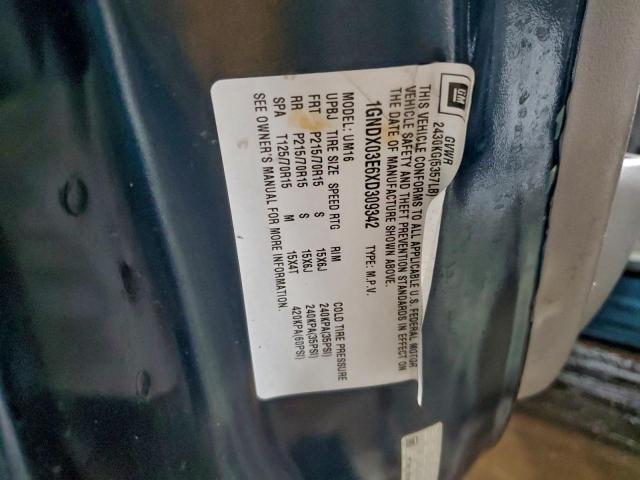 GM
GVWR
2430KG(5357LB
THIS VEHICLE CONFORMS TO ALL APPLICABLE U.S. FEDERAL MOTOR
VEHICLE SAFETY AND THEFT PREVENTION STANDARDS IN EFFECT ON
THE DATE OF MANUFACTURE SHOWN ABOVE.
1GNDX03E6XD309342 TYPE: M.P.V.
MODEL: UM16
UPBJ TIRE SIZE SPEED RTG RIM COLD TIRE PRESSURE
FRT P215/70R15 S 15X6J 240KPA(35PSI)
RR P215/70R15 S 15X6J 240KPA(35PSI)
SPA T125/70R15 M 15X4T 420KPA(60PSI)
SEE OWNER'S MANUAL FOR MORE INFORMATION.